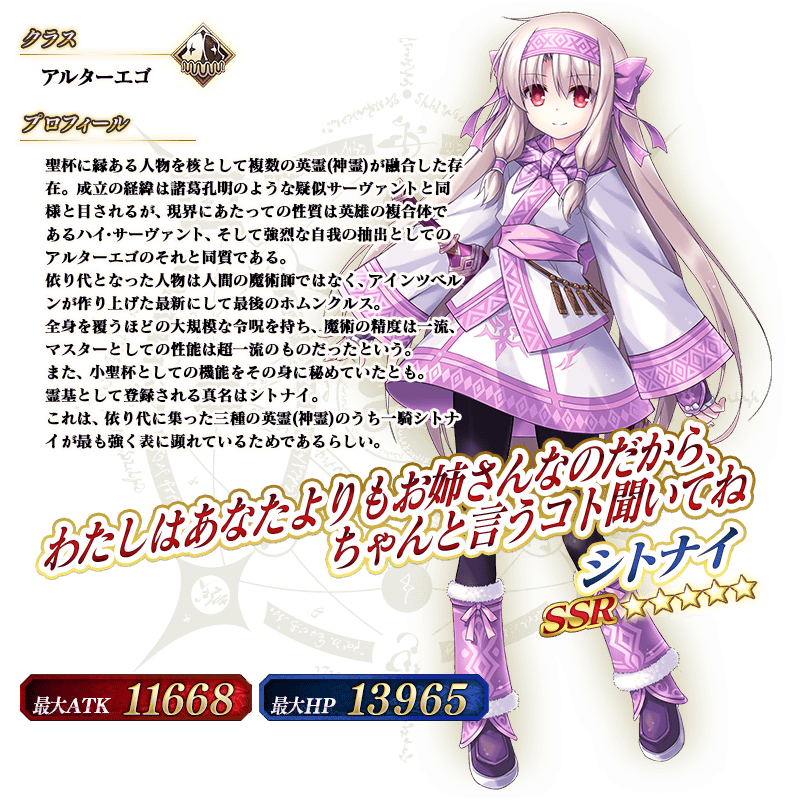 クラス
アルターエゴ
プロフィール
聖杯に縁ある人物を核として複数の英霊(神霊)が融合した存
在。成立の経緯は諸葛孔明のような疑似サーヴァントと同
様と目されるが、現界にあたっての性質は英雄の複合体で
あるハイ・サーヴァント、そして強烈な自我の抽出としての
アルターエゴのそれと同質である。
依り代となった人物は人間の魔術師ではなく、アインツベル
ンが作り上げた最新にして最後のホムンクルス。
全身を覆うほどの大規模な令呪を持ち、魔術の精度は一流、
マスターとしての性能は超一流のものだったという。
また、小聖杯としての機能をその身に秘めていたとも。
霊基として登録される真名はシトナイ。
これは、依り代に集った三種の英霊(神霊)のうち一騎シトナ
イが最も強く表に顕れているためであるらしい。
わたしはあなたよりもお姉さんなのだから、
ちゃんと言うコト聞いてね
シトナイ
SSR★★★★★
最大ATK 11668
最大HP 13965